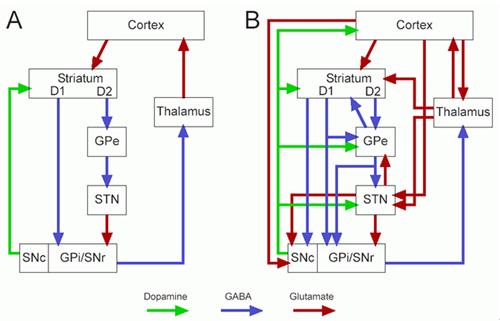 A
Cortex
Striatum
D1 D2
GPe
Thalamus
STN
SNc GPi/SNr
B
Cortex
Striatum
D1 D2
GPe
Thalamus
STN
SNc GPi/SNr
Dopamine GABA Glutamate